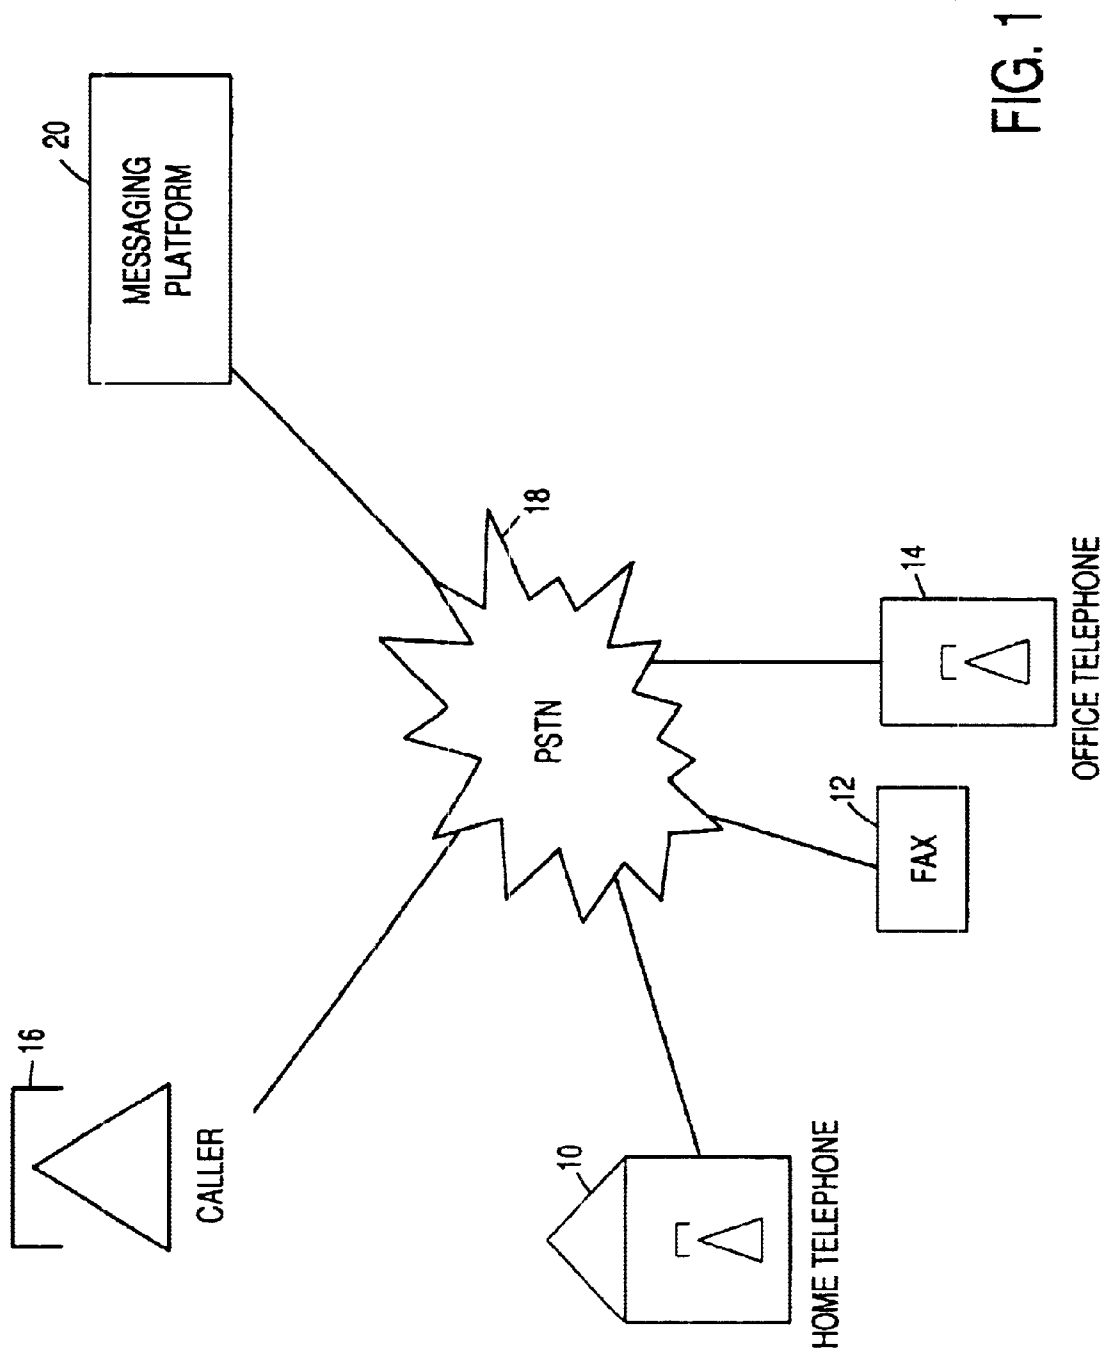 16
CALLER
20
MESSAGING
PLATFORM
18
PSTN
10
HOME TELEPHONE
12
FAX
14
OFFICE TELEPHONE
FIG. 1